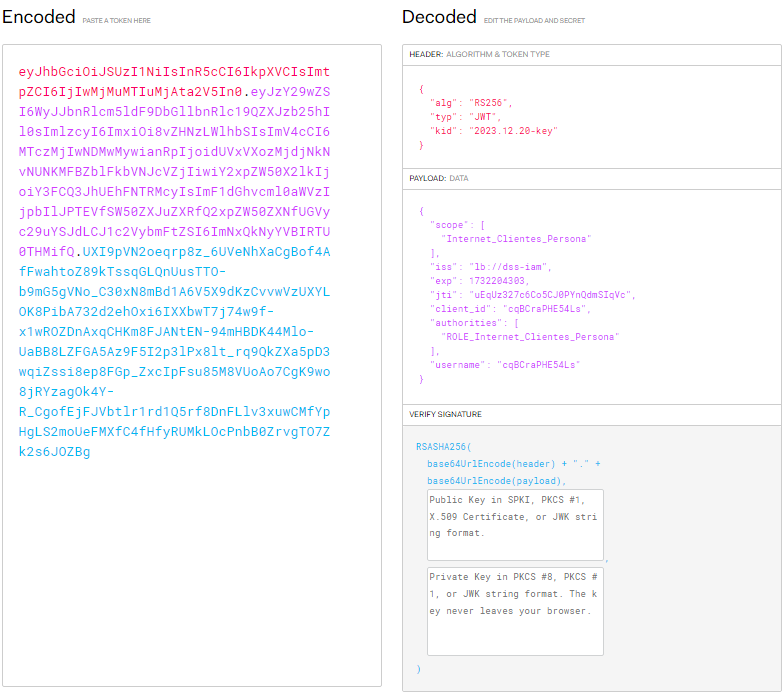 Encoded PASTE A TOKEN HERE
eyJhbGciOiJSUzI1NiIsInR5cCI6IkpXVCIsImt
pZCI6IjIwMjMuMTIuMjAta2V5In0.eyJzY29wZS
I6WyJJbnRlcm5ldF9DbGllbnRlc19QZXJzb25hI
l0sImlzcyI6ImxiOi8vZHNzLWlhbSIsImV4cCI6
MTczMjIwNDMwMywianRpIjoidUVxVXozMjdjNkN
vNUNKMFBZblFkbVNJcVZjIiwiY2xpZW50X2lkIj
oiY3FCQ3JhUEhFNTRMcyIsImF1dGhvcml0aWVzI
jpbIlJPTEVfSW50ZXJuZXRfQ2xpZW50ZXNfUGVy
c29uYSJdLCJ1c2VybmFtZSI6ImNxQkNyYVBIRTU
0THMifQ.UXI9pVN2oeqrp8z_6UVeNhXaCgBof4A
fFwahtoZ89kTssqGLQnUusTTO-
b9mG5gVNo_C30xN8mBd1A6V5X9dKzCvvwVzUXYL
OK8PibA732d2ehOxi6IXXbwT7j74w9f-
x1wROZDnAxqCHKm8FJANtEN-94mHBDK44Mlo-
UaBB8LZFGA5Az9F5I2p3lPx8lt_rq9QkZXa5pD3
wqiZssi8ep8FGp_ZxcIpFsu85M8VUoAo7CgK9wo
8jRYzagOk4Y-
R_CgofEjFJVbtlr1rd1Q5rf8DnFLlv3xuwCMfYp
HgLS2moUeFMXfC4fHfyRUMkLOcPnbB0ZrvgTO7Z
k2s6JOZBg
Decoded EDIT THE PAYLOAD AND SECRET
HEADER: ALGORITHM & TOKEN TYPE
{
"alg": "RS256",
"typ": "JWT",
"kid": "2023.12.20-key"
}
PAYLOAD: DATA
{
"scope": [
"Internet_Clientes_Persona"
],
"iss": "lb://dss-iam",
"exp": 1732204303,
"jti": "uEqUz327c6Co5CJ0PYnQdmSIqVc",
"client_id": "cqBCraPHE54Ls",
"authorities": [
"ROLE_Internet_Clientes_Persona"
],
"username": "cqBCraPHE54Ls"
}
VERIFY SIGNATURE
RSASHA256(
base64UrlEncode(header) + "." +
base64UrlEncode(payload),
Public Key in SPKI, PKCS #1,
X.509 Certificate, or JWK stri
ng format.
,
Private Key in PKCS #8, PKCS #
1, or JWK string format. The k
ey never leaves your browser.
)